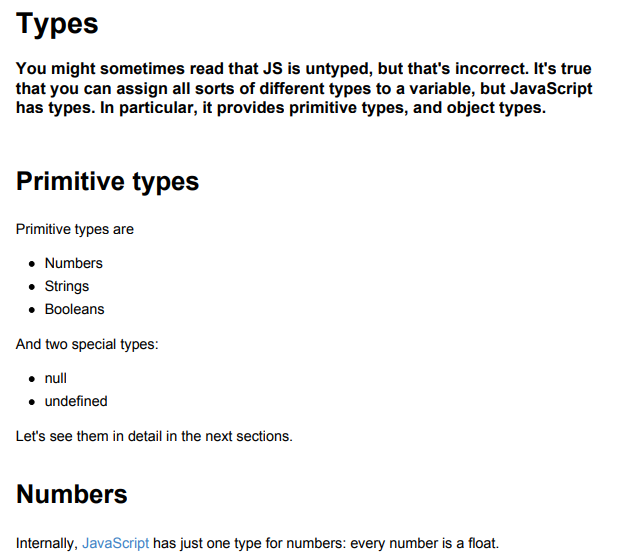 Types
You might sometimes read that JS is untyped, but that's incorrect. It's true
that you can assign all sorts of different types to a variable, but JavaScript
has types. In particular, it provides primitive types, and object types.
Primitive types
Primitive types are
• Numbers
• Strings
• Booleans
And two special types:
• null
• undefined
Let's see them in detail in the next sections.
Numbers
Internally, JavaScript has just one type for numbers: every number is a float.